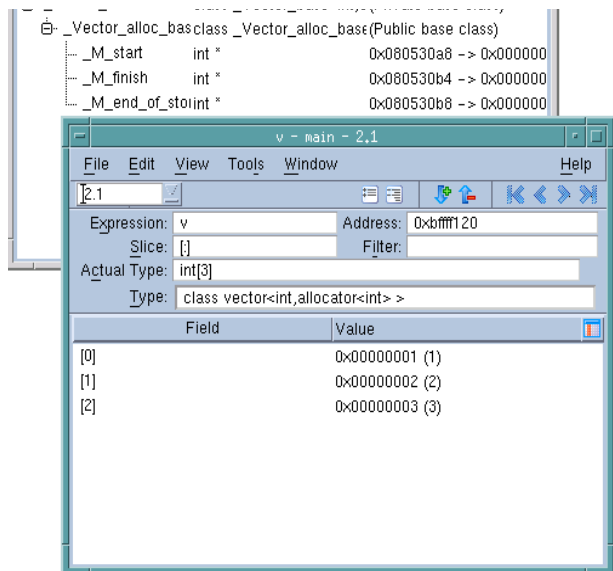 _Vector_alloc_bas class _Vector_alloc_base (Public base class)
_M_start int * 0x080530a8 -> 0x000000
_M_finish int * 0x080530b4 -> 0x000000
_M_end_of_stor int * 0x080530b8 -> 0x000000
v - main - 2.1
File Edit View Tools Window Help
2.1
Expression: v Address: 0xbffff120
Slice: [:] Filter:
Actual Type: int[3]
Type: class vector<int,allocator<int> >
Field Value
[0] 0x00000001 (1)
[1] 0x00000002 (2)
[2] 0x00000003 (3)